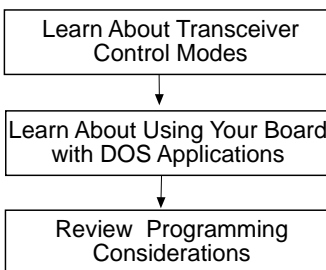 Learn About Transceiver
Control Modes
Learn About Using Your Board
with DOS Applications
Review Programming
Considerations